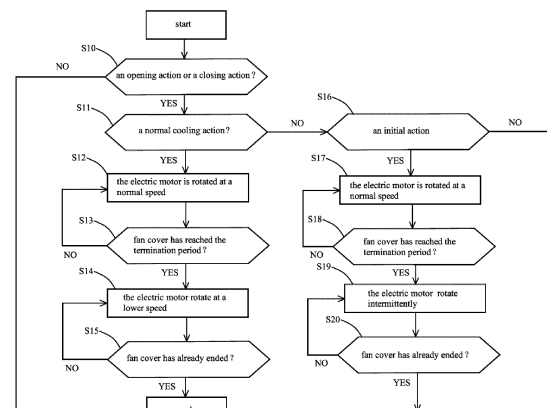 start
S10
NO
an opening action or a closing action ?
YES
S11
S16
a normal cooling action?
NO
an initial action
NO
YES
YES
S12
S17
the electric motor is rotated at a
normal speed
the electric motor is rotated at a
normal speed
S13
S18
fan cover has reached the
termination period ?
fan cover has reached the
termination period ?
NO
NO
YES
YES
S14
S19
the electric motor rotate at a
lower speed
the electric motor rotate
intermittently
S15
S20
fan cover has already ended ?
fan cover has already ended ?
NO
NO
YES
YES